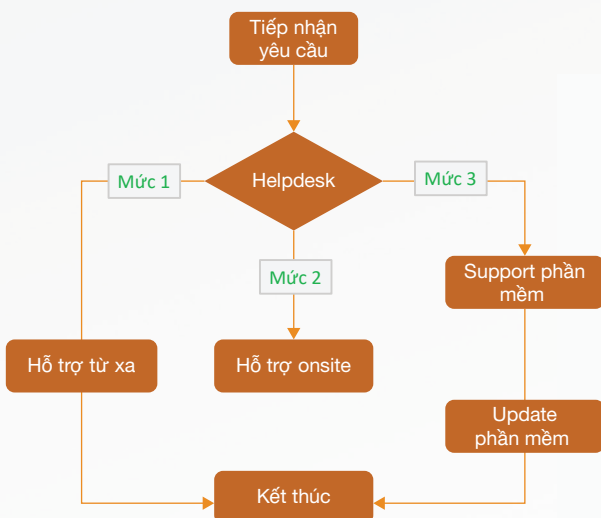 Tiếp nhận
yêu cầu
Mức 1
Helpdesk
Mức 3
Mức 2
Support phần
mềm
Hỗ trợ từ xa
Hỗ trợ onsite
Update
phần mềm
Kết thúc